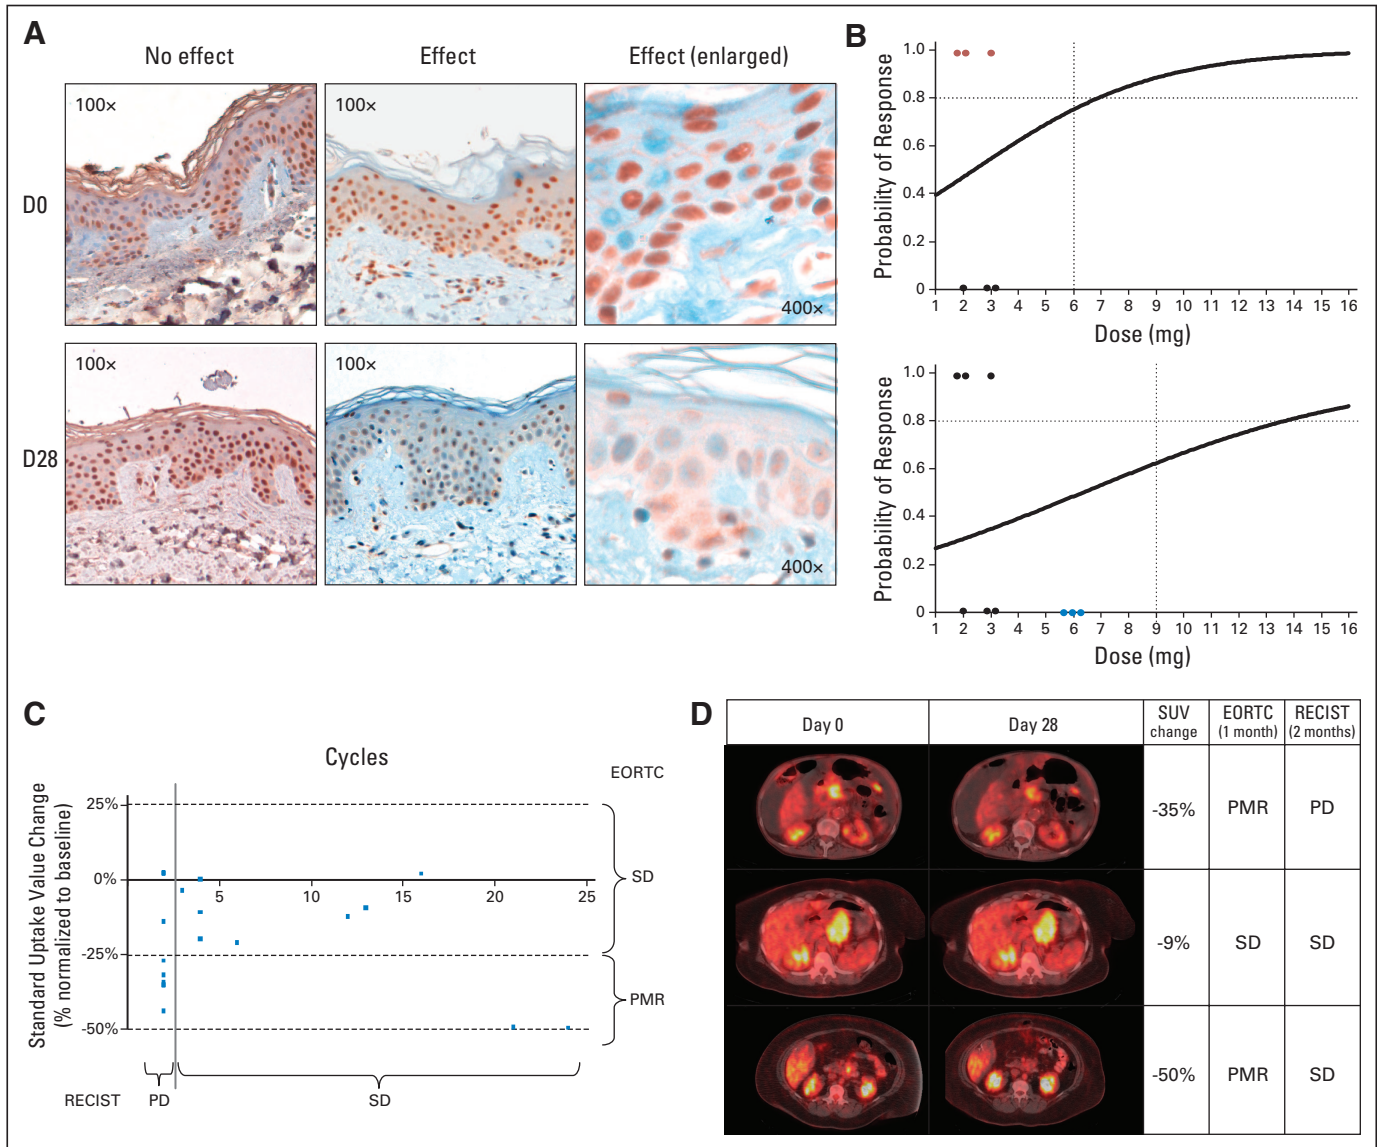 A
No effect
Effect
Effect (enlarged)
D0
100×
100×
400×
D28
100×
100×
400×
B
Probability of Response
1.0
0.8
0.6
0.4
0.2
0
1 2 3 4 5 6 7 8 9 10 11 12 13 14 15 16
Dose (mg)
Probability of Response
1.0
0.8
0.6
0.4
0.2
0
1 2 3 4 5 6 7 8 9 10 11 12 13 14 15 16
Dose (mg)
C
Cycles
EORTC
Standard Uptake Value Change
(% normalized to baseline)
25%
0%
-25%
-50%
5 10 15 20 25
SD
PMR
RECIST PD SD
D
Day 0
Day 28
SUV
change
EORTC
(1 month)
RECIST
(2 months)
-35% PMR PD
-9% SD SD
-50% PMR SD